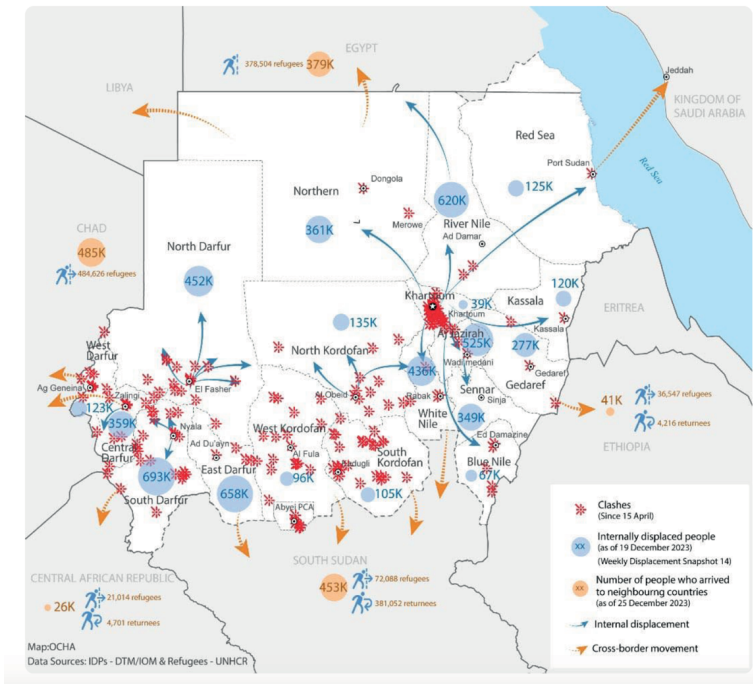 EGYPT
378,504 refugees 379K
LIBYA
Jeddah
KINGDOM OF
SAUDI ARABIA
Red Sea
Port Sudan
Red Sea
125K
Northern
Dongola
620K
361K
Merowe
River Nile
Ad Damar
CHAD
485K
484,626 refugees
North Darfur
452K
Khartoum
39K
Khartoum
120K
Kassala
Kassala
ERITREA
135K
North Kordofan
Al Jazirah
525K
277K
Wad Medani
Gedaref
Gedaref
436K
West
Darfur
Ag Geneina
El Fasher
Al Obeid
Rabak
Sennar
Sinja
White
Nile
349K
41K
36,547 refugees
4,216 returnees
ETHIOPIA
123K
Zalingi
359K
Nyala
Central
Darfur
Ad Du'ayn
West Kordofan
Al Fula
96K
South
Kordofan
Kadugli
105K
Ed Damazine
Blue Nile
67K
693K
South Darfur
East Darfur
658K
Abyei PCA
CENTRAL AFRICAN REPUBLIC
26K
21,014 refugees
4,701 returnees
SOUTH SUDAN
453K
72,088 refugees
381,052 returnees
Clashes
(Since 15 April)
XX
Internally displaced people
(as of 19 December 2023)
(Weekly Displacement Snapshot 14)
XX
Number of people who arrived
to neighbourng countries
(as of 25 December 2023)
Internal displacement
Cross-border movement
Map:OCHA
Data Sources: IDPs - DTM/IOM & Refugees - UNHCR